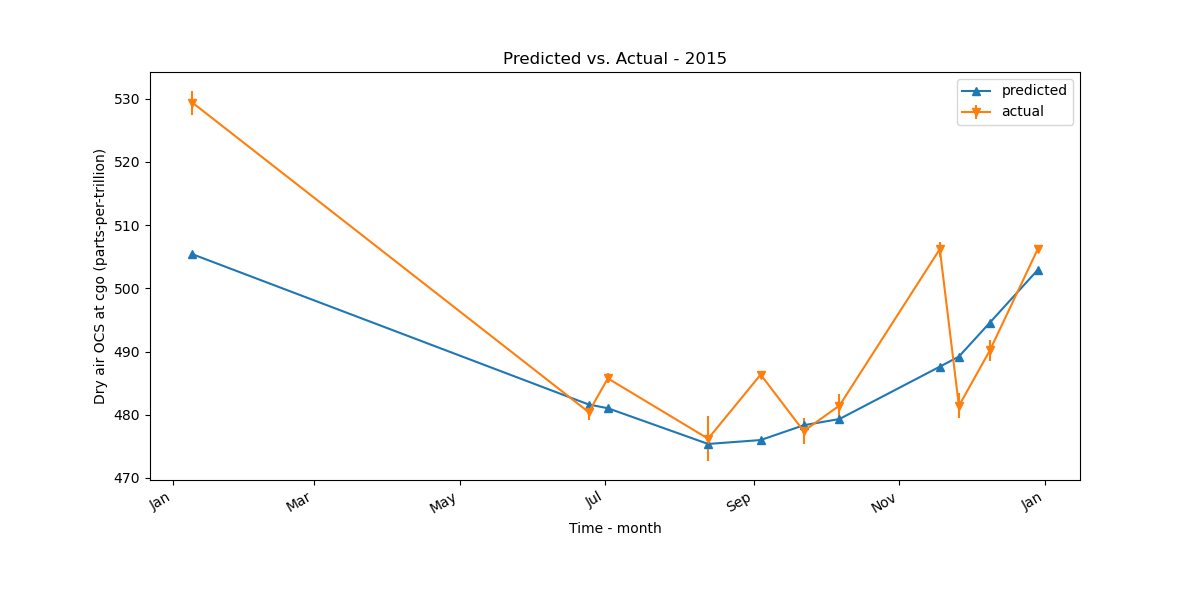 Predicted vs. Actual - 2015
predicted
actual
530
520
510
500
490
480
470
Dry air OCS at cgo (parts-per-trillion)
Jan
Mar
May
Jul
Sep
Nov
Jan
Time - month